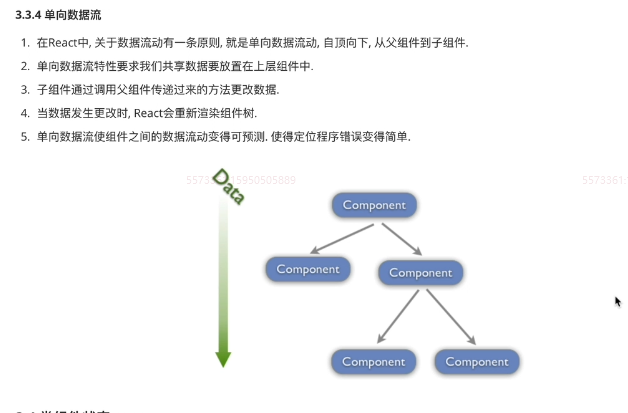 3.3.4 单向数据流
1. 在React中, 关于数据流动有一条原则, 就是单向数据流动, 自顶向下, 从父组件到子组件.
2. 单向数据流特性要求我们共享数据要放置在上层组件中.
3. 子组件通过调用父组件传递过来的方法更改数据.
4. 当数据发生更改时, React会重新渲染组件树.
5. 单向数据流使组件之间的数据流动变得可预测. 使得定位程序错误变得简单.
Data
Component
Component
Component
Component
Component